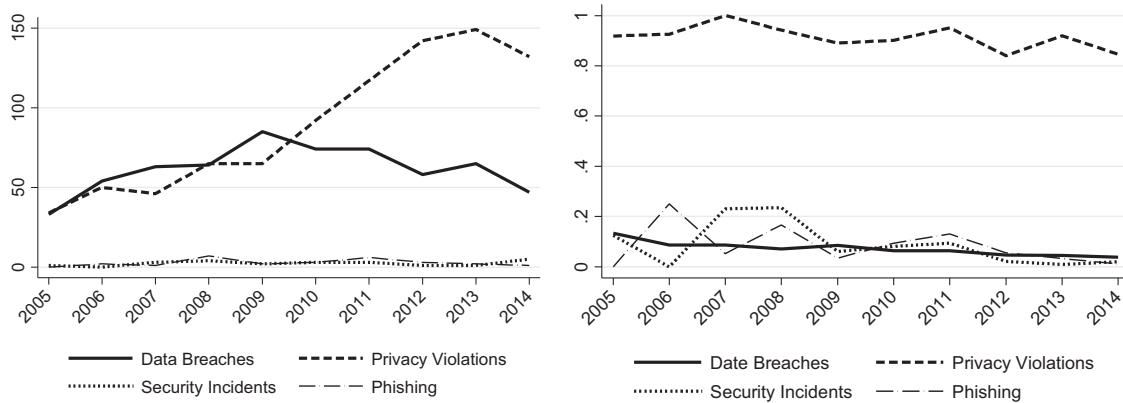 150
100
50
0
2005 2006 2007 2008 2009 2010 2011 2012 2013 2014
Data Breaches Privacy Violations
Security Incidents Phishing
1
.8
.6
.4
.2
0
2005 2006 2007 2008 2009 2010 2011 2012 2013 2014
Date Breaches Privacy Violations
Security Incidents Phishing